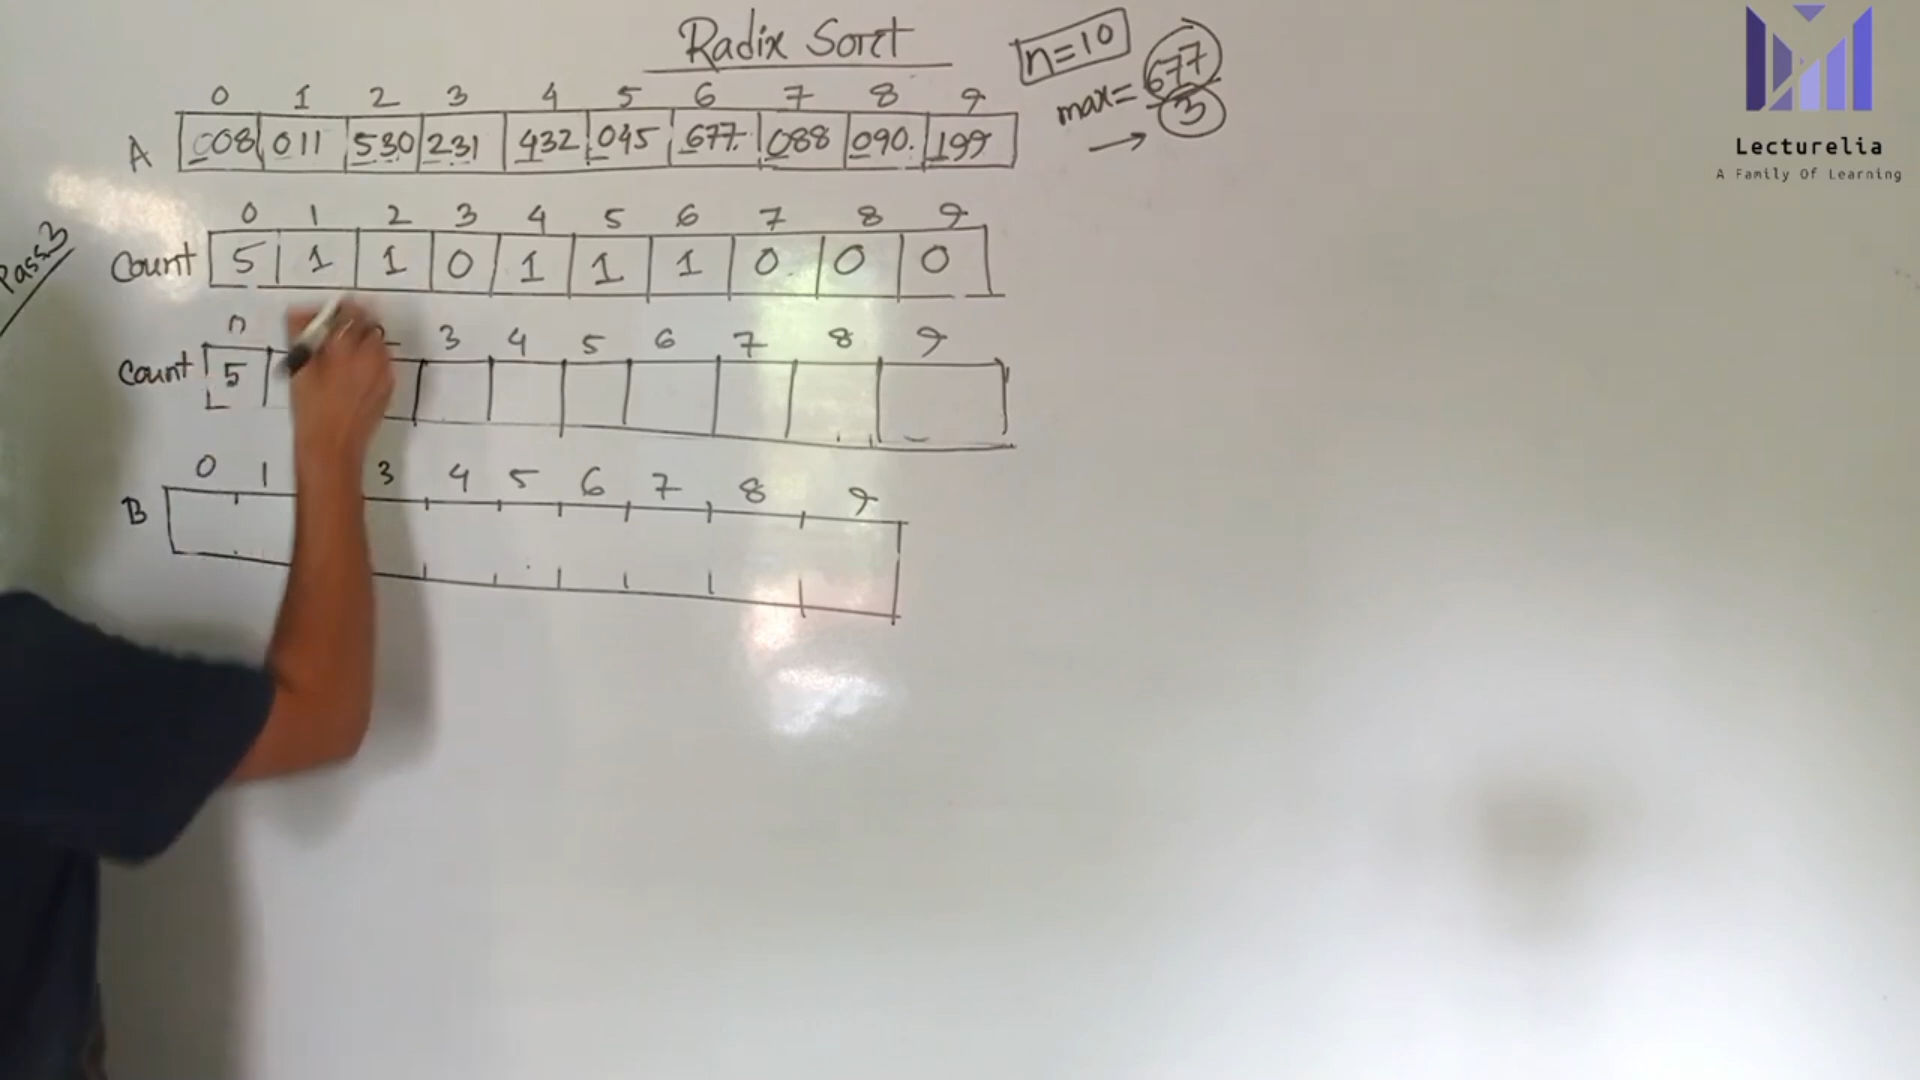 Radix Sort
n=10
max= 677
→ 3
0 1 2 3 4 5 6 7 8 9
A 008 011 530 231 432 045 677 088 090 199
Pass 3
0 1 2 3 4 5 6 7 8 9
Count 5 1 1 0 1 1 1 0 0 0
3 4 5 6 7 8 9
Count 5
0 1 3 4 5 6 7 8 9
B
Lecturelia
A Family Of Learning